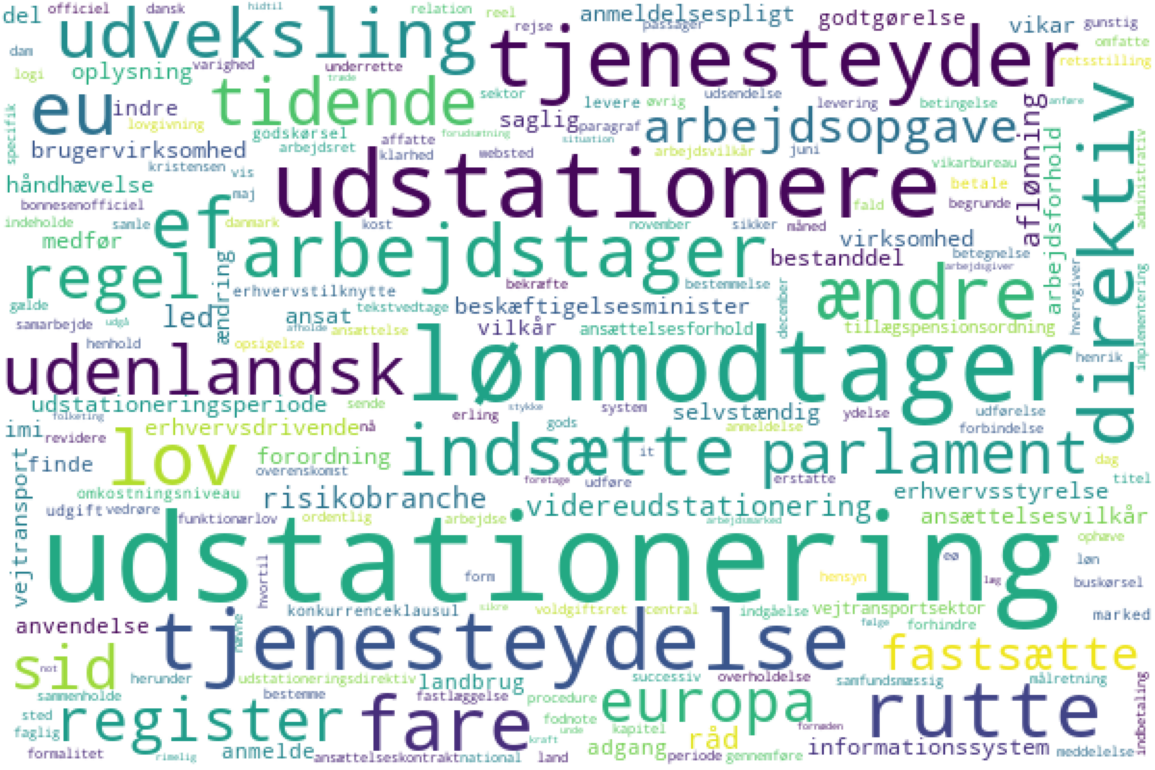 del officiel dansk hidtil relation reel anmeldelsespligt godtgørelse vikar gunstig
udveksling tjenesteyder rejse passager omfatte
dam logi oplysning varighed underrette træde retsstilling
eu indre tidende sektor levere øvrig udsendelse levering betingelse anføre
specifik lovgivning godskørsel affatte forudsætning saglig paragraf arbejdsopgave aflønning direktiv
brugervirksomhed arbejdsret klarhed websted situation arbejdsvilkår juni vikarbureau
håndhævelse kristensen vis udstationere betale arbejdsforhold administrativ
bonnesenofficiel maj fald begrunde
indeholde samle ef danmark kost november sikker måned virksomhed betegnelse
medfør arbejdstager bestanddel arbejdsgiver
regel ændring erhvervstilknytte bekræfte bestemmelse ændre
gælde tekstvedtage beskæftigelsesminister december hvervgiver implementering
samarbejde udgå led ansat afholde ansættelse vilkår ansættelsesforhold tillægspensionsordning
henhold opsigelse lønmodtager henrik
udenlandsk
udstationeringsperiode sende stykke system selvstændig ydelse udførelse
imi folketing erling gods anmeldelse forbindelse
revidere erhvervsdrivende nå indsætte it parlament
lov forordning dag
finde overenskomst foretage udføre erstatte titel
vejtransport omkostningsniveau risikobranche videreudstationering erhvervsstyrelse
udgift vedrøre funktionærlov ordentlig arbejdse arbejdsmarked ansættelsesvilkår
udstationering ophæve
hvortil eø løn
form hensyn læg buskørsel
konkurrenceklausul sikre voldgiftsret central indgåelse vejtransportsektor marked
anvendelse nævne tjenesteydelse følge forhindre
sid not fastsætte
herunder udstationeringsdirektiv landbrug successiv overholdelse samfundsmæssig målretning
sammenholde bestemme fastlæggelse procedure europa rutte indbetaling
sted register fare fodnote kapitel fornøden
faglig unde råd
formalitet rimelig anmelde ansættelseskontrakt national kraft land adgang periode gennemføre informationssystem meddelelse